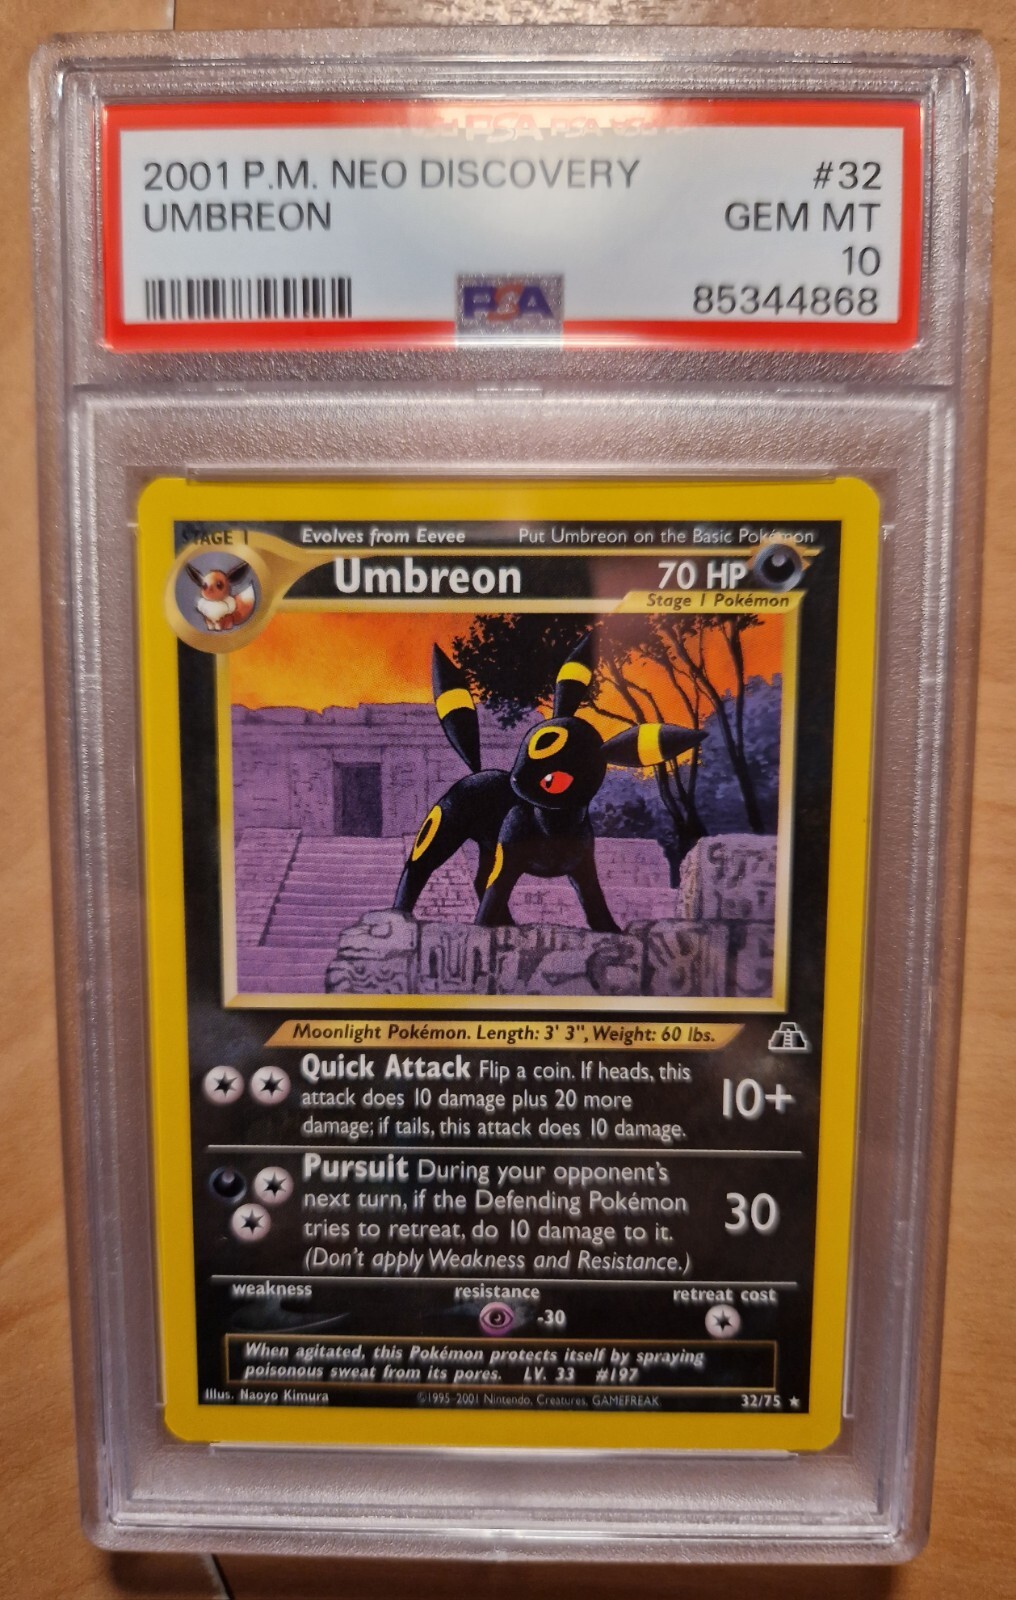 2001 P.M. NEO DISCOVERY #32
UMBREON GEM MT
10
PSA 85344868
STAGE 1 Evolves from Eevee Put Umbreon on the Basic Pokémon
Umbreon 70 HP
Stage 1 Pokémon
Moonlight Pokémon. Length: 3' 3", Weight: 60 lbs.
Quick Attack Flip a coin. If heads, this
attack does 10 damage plus 20 more 10+
damage; if tails, this attack does 10 damage.
Pursuit During your opponent's
next turn, if the Defending Pokémon 30
tries to retreat, do 10 damage to it.
(Don't apply Weakness and Resistance.)
weakness resistance retreat cost
-30
When agitated, this Pokémon protects itself by spraying
poisonous sweat from its pores. LV. 33 #197
Illus. Naoyo Kimura ©1995-2001 Nintendo, Creatures, GAMEFREAK 32/75